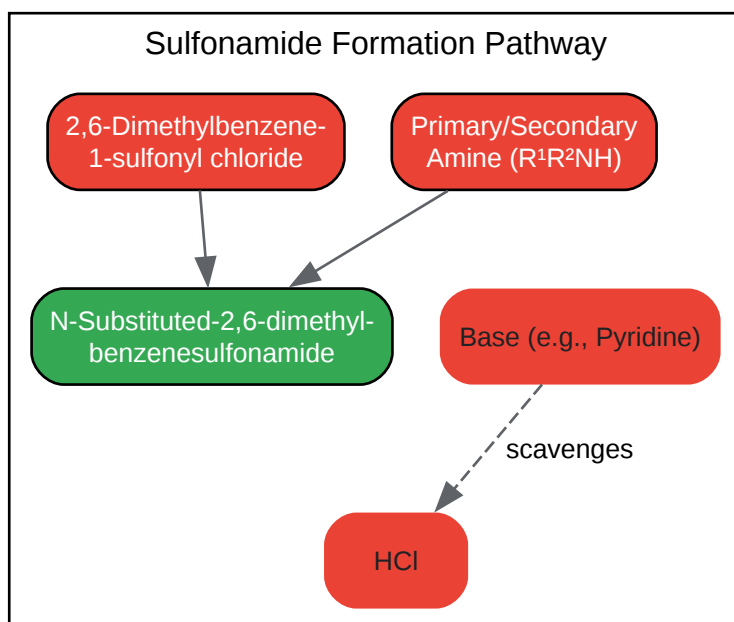 Sulfonamide Formation Pathway
2,6-Dimethylbenzene-
1-sulfonyl chloride
Primary/Secondary
Amine (R¹R²NH)
N-Substituted-2,6-dimethyl-
benzenesulfonamide
Base (e.g., Pyridine)
scavenges
HCl